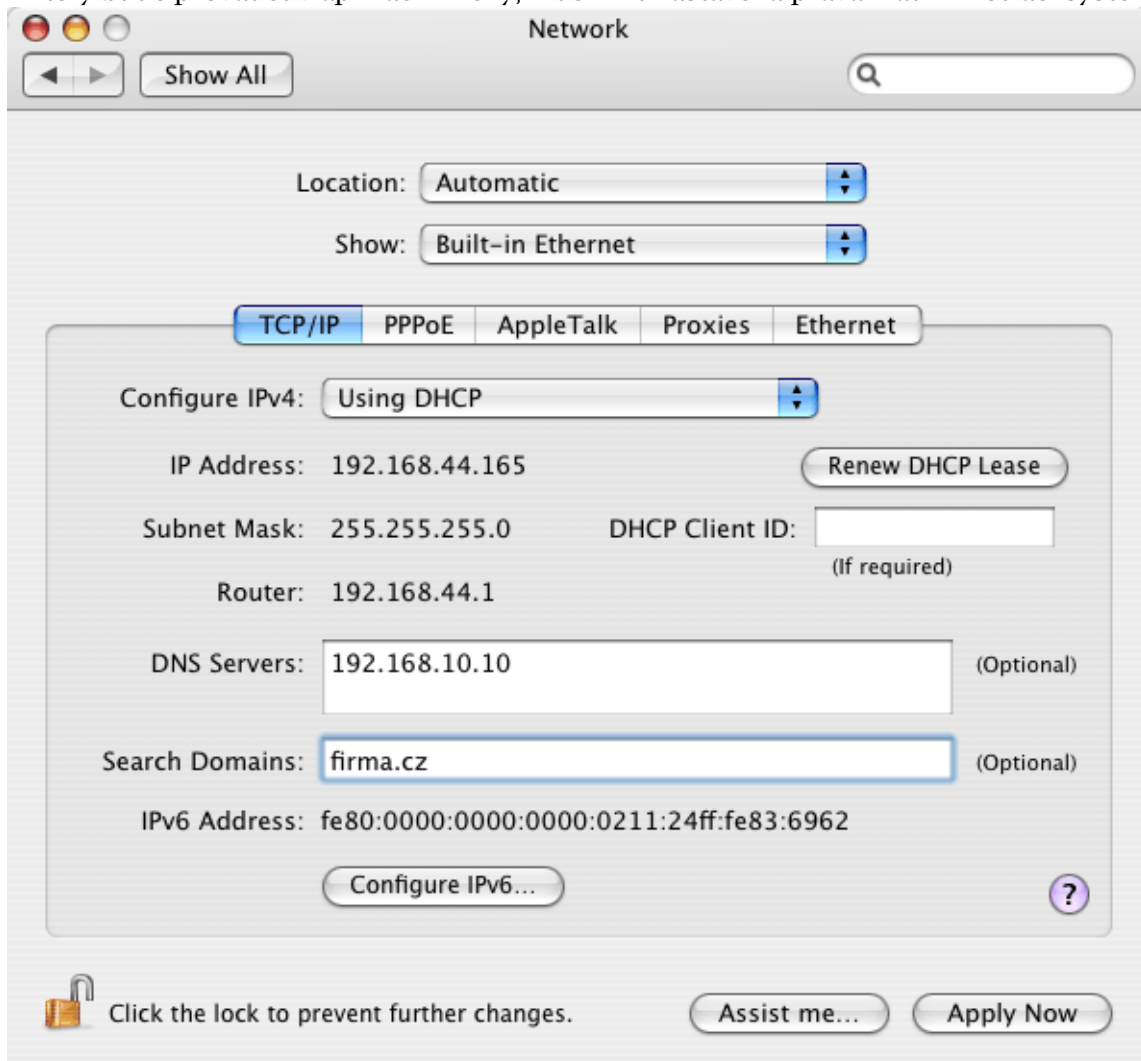 Network
Show All
Location: Automatic
Show: Built-in Ethernet
TCP/IP PPPoE AppleTalk Proxies Ethernet
Configure IPv4: Using DHCP
IP Address: 192.168.44.165 Renew DHCP Lease
Subnet Mask: 255.255.255.0 DHCP Client ID:
(If required)
Router: 192.168.44.1
DNS Servers: 192.168.10.10 (Optional)
Search Domains: firma.cz (Optional)
IPv6 Address: fe80:0000:0000:0000:0211:24ff:fe83:6962
Configure IPv6... ?
Click the lock to prevent further changes. Assist me... Apply Now